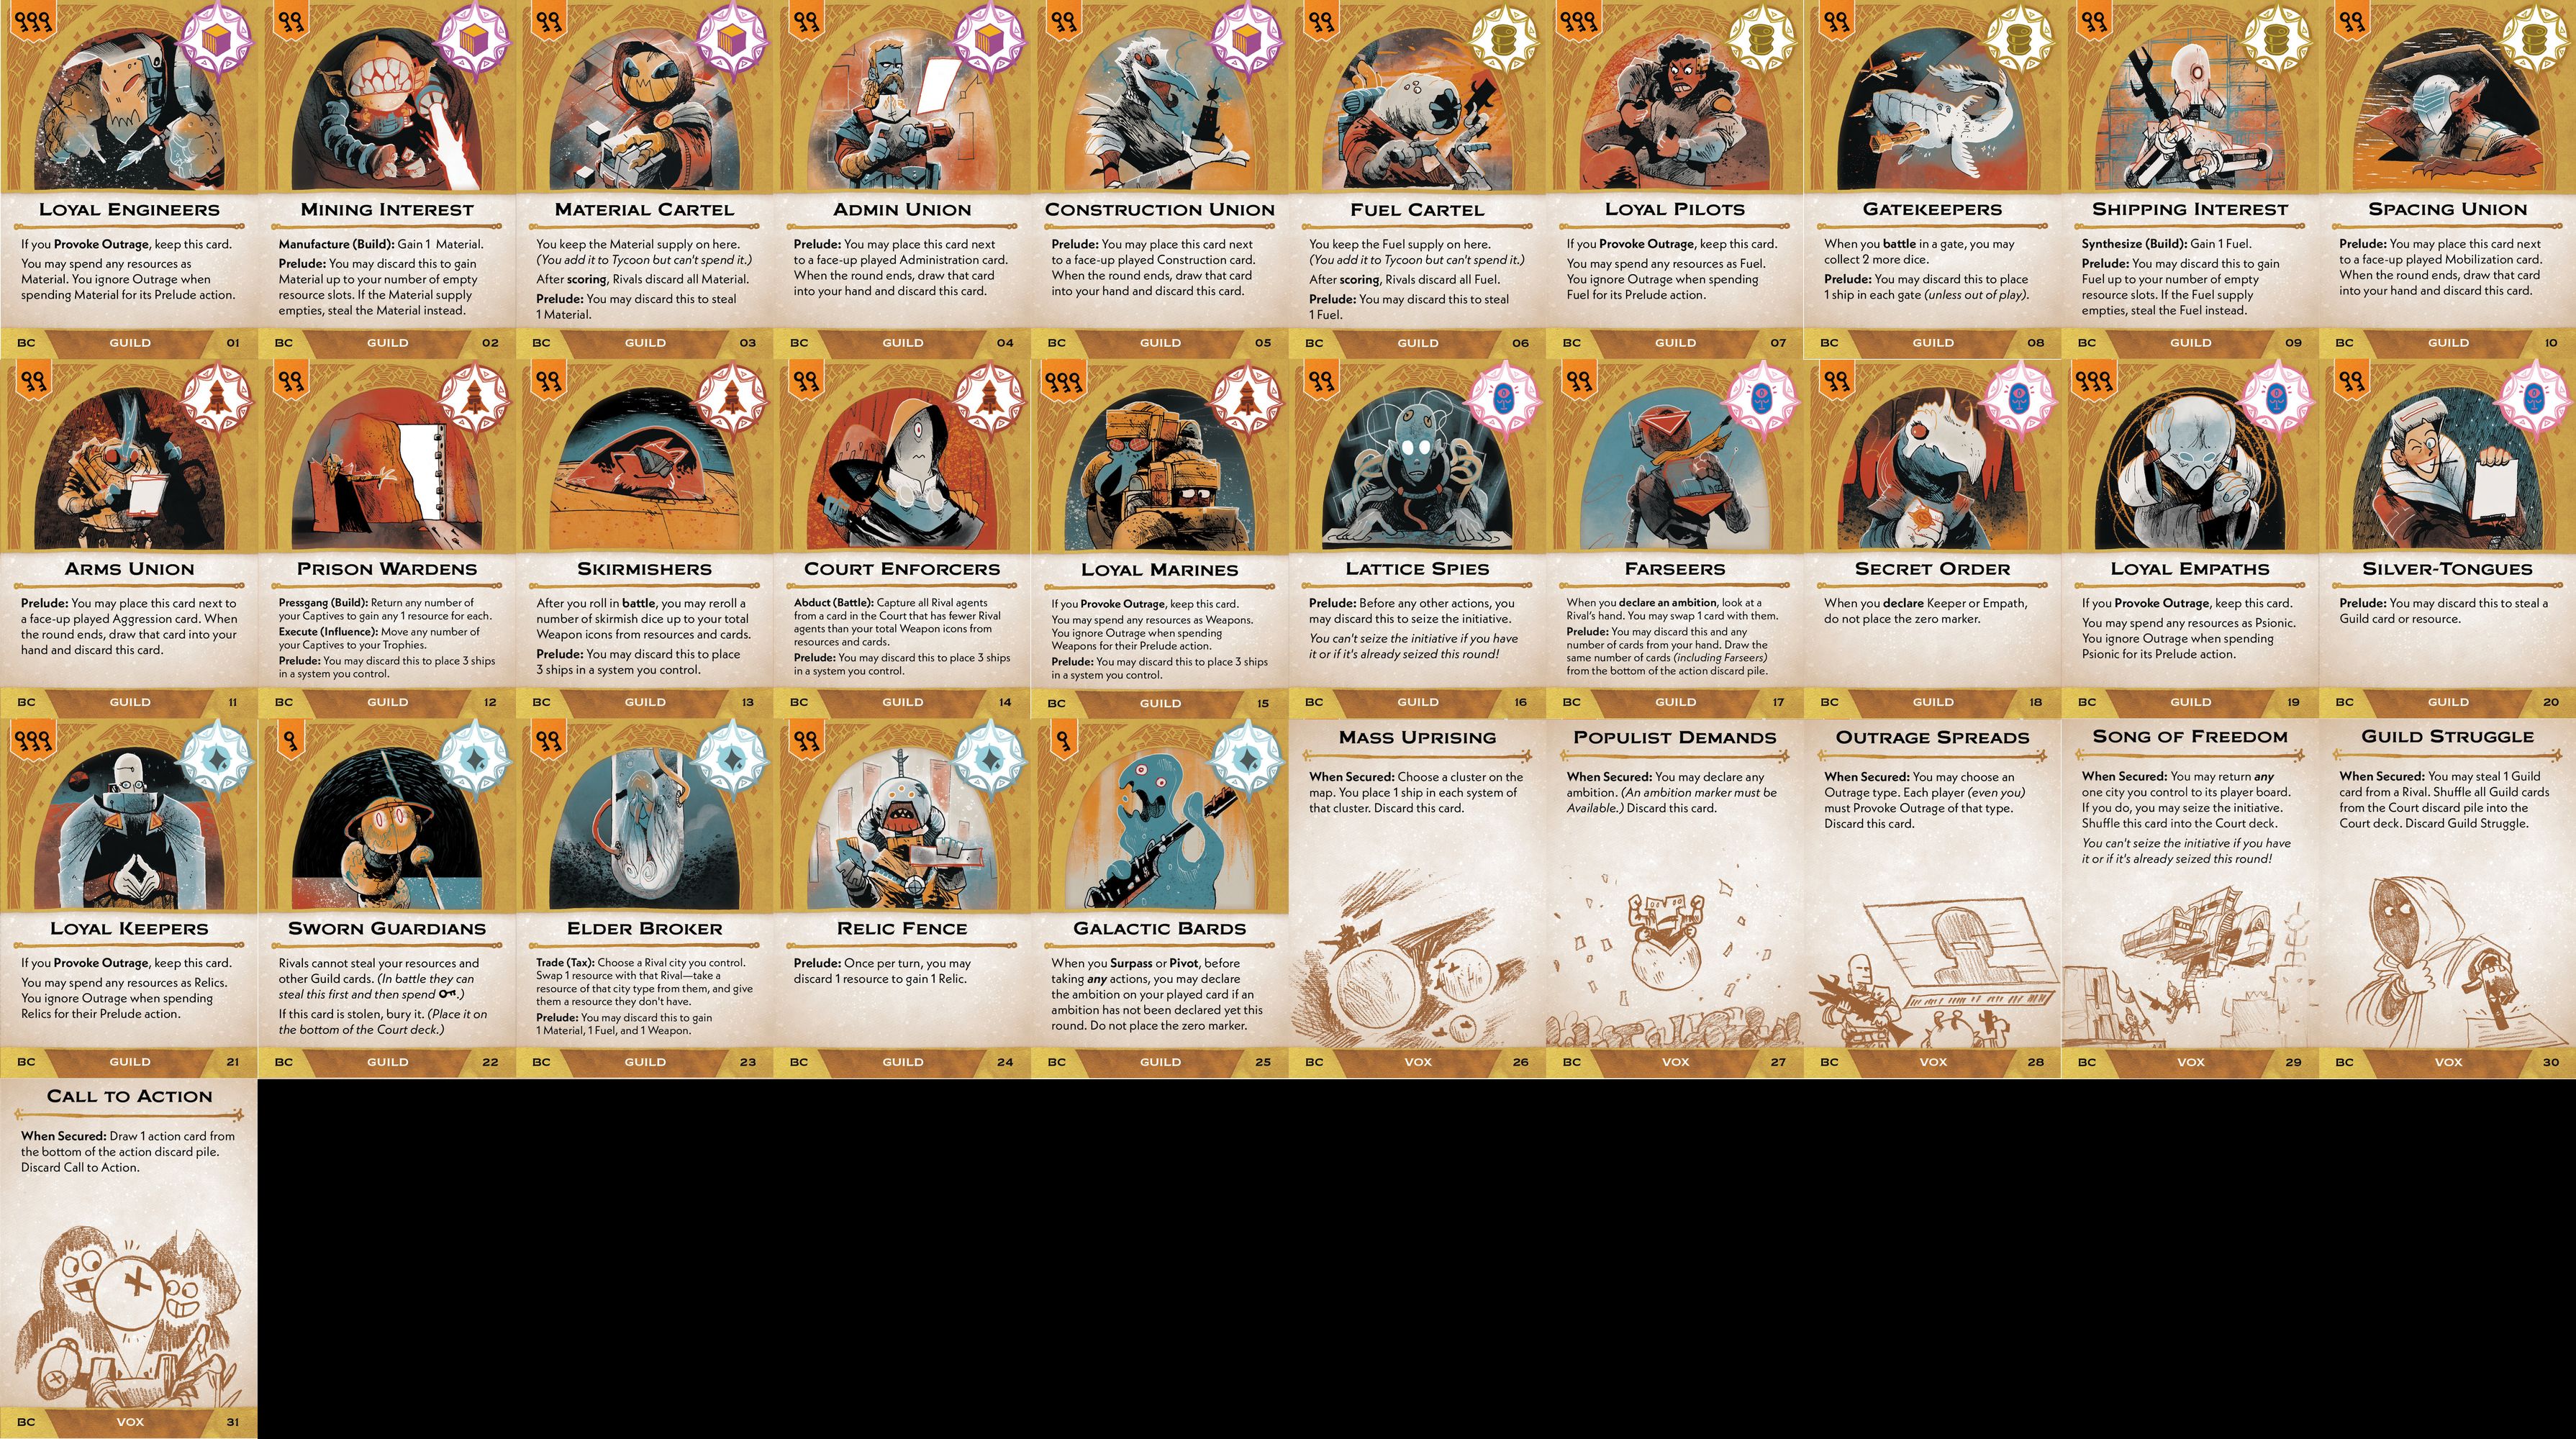 LOYAL ENGINEERS
If you Provoke Outrage, keep this card.
You may spend any resources as
Material. You ignore Outrage when
spending Material for its Prelude action.
BC GUILD 01
MINING INTEREST
Manufacture (Build): Gain 1 Material.
Prelude: You may discard this to gain
Material up to your number of empty
resource slots. If the Material supply
empties, steal the Material instead.
BC GUILD 02
MATERIAL CARTEL
You keep the Material supply on here.
(You add it to Tycoon but can't spend it.)
After scoring, Rivals discard all Material.
Prelude: You may discard this to steal
1 Material.
BC GUILD 03
ADMIN UNION
Prelude: You may place this card next
to a face-up played Administration card.
When the round ends, draw that card
into your hand and discard this card.
BC GUILD 04
CONSTRUCTION UNION
Prelude: You may place this card next
to a face-up played Construction card.
When the round ends, draw that card
into your hand and discard this card.
BC GUILD 05
FUEL CARTEL
You keep the Fuel supply on here.
(You add it to Tycoon but can't spend it.)
After scoring, Rivals discard all Fuel.
Prelude: You may discard this to steal
1 Fuel.
BC GUILD 06
LOYAL PILOTS
If you Provoke Outrage, keep this card.
You may spend any resources as Fuel.
You ignore Outrage when spending
Fuel for its Prelude action.
BC GUILD 07
GATEKEEPERS
When you battle in a gate, you may
collect 2 more dice.
Prelude: You may discard this to place
1 ship in each gate (unless out of play).
BC GUILD 08
SHIPPING INTEREST
Synthesize (Build): Gain 1 Fuel.
Prelude: You may discard this to gain
Fuel up to your number of empty
resource slots. If the Fuel supply
empties, steal the Fuel instead.
BC GUILD 09
SPACING UNION
Prelude: You may place this card next
to a face-up played Mobilization card.
When the round ends, draw that card
into your hand and discard this card.
BC GUILD 10
ARMS UNION
Prelude: You may place this card next to
a face-up played Aggression card. When
the round ends, draw that card into your
hand and discard this card.
BC GUILD 11
PRISON WARDENS
Pressgang (Build): Return any number of
your Captives to gain any 1 resource for each.
Execute (Influence): Move any number of
your Captives to your Trophies.
Prelude: You may discard this to place 3 ships
in a system you control.
BC GUILD 12
SKIRMISHERS
After you roll in battle, you may reroll a
number of skirmish dice up to your total
Weapon icons from resources and cards.
Prelude: You may discard this to place
3 ships in a system you control.
BC GUILD 13
COURT ENFORCERS
Abduct (Battle): Capture all Rival agents
from a card in the Court that has fewer Rival
agents than your total Weapon icons from
resources and cards.
Prelude: You may discard this to place 3 ships
in a system you control.
BC GUILD 14
LOYAL MARINES
If you Provoke Outrage, keep this card.
You may spend any resources as Weapons.
You ignore Outrage when spending
Weapons for their Prelude action.
Prelude: You may discard this to place 3 ships
in a system you control.
BC GUILD 15
LATTICE SPIES
Prelude: Before any other actions, you
may discard this to seize the initiative.
You can't seize the initiative if you have
it or if it's already seized this round!
BC GUILD 16
FARSEERS
When you declare an ambition, look at a
Rival's hand. You may swap 1 card with them.
Prelude: You may discard this and any
number of cards from your hand. Draw the
same number of cards (including Farseers)
from the bottom of the action discard pile.
BC GUILD 17
SECRET ORDER
When you declare Keeper or Empath,
do not place the zero marker.
BC GUILD 18
LOYAL EMPATHS
If you Provoke Outrage, keep this card.
You may spend any resources as Psionic.
You ignore Outrage when spending
Psionic for its Prelude action.
BC GUILD 19
SILVER-TONGUES
Prelude: You may discard this to steal a
Guild card or resource.
BC GUILD 20
LOYAL KEEPERS
If you Provoke Outrage, keep this card.
You may spend any resources as Relics.
You ignore Outrage when spending
Relics for their Prelude action.
BC GUILD 21
SWORN GUARDIANS
Rivals cannot steal your resources and
other Guild cards. (In battle they can
steal this first and then spend .)
If this card is stolen, bury it. (Place it on
the bottom of the Court deck.)
BC GUILD 22
ELDER BROKER
Trade (Tax): Choose a Rival city you control.
Swap 1 resource with that Rival—take a
resource of that city type from them, and give
them a resource they don't have.
Prelude: You may discard this to gain
1 Material, 1 Fuel, and 1 Weapon.
BC GUILD 23
RELIC FENCE
Prelude: Once per turn, you may
discard 1 resource to gain 1 Relic.
BC GUILD 24
GALACTIC BARDS
When you Surpass or Pivot, before
taking any actions, you may declare
the ambition on your played card if an
ambition has not been declared yet this
round. Do not place the zero marker.
BC GUILD 25
MASS UPRISING
When Secured: Choose a cluster on the
map. You place 1 ship in each system of
that cluster. Discard this card.
BC VOX 26
POPULIST DEMANDS
When Secured: You may declare any
ambition. (An ambition marker must be
Available.) Discard this card.
BC VOX 27
OUTRAGE SPREADS
When Secured: You may choose an
Outrage type. Each player (even you)
must Provoke Outrage of that type.
Discard this card.
BC VOX 28
SONG OF FREEDOM
When Secured: You may return any
one city you control to its player board.
If you do, you may seize the initiative.
Shuffle this card into the Court deck.
You can't seize the initiative if you have
it or if it's already seized this round!
BC VOX 29
GUILD STRUGGLE
When Secured: You may steal 1 Guild
card from a Rival. Shuffle all Guild cards
from the Court discard pile into the
Court deck. Discard Guild Struggle.
BC VOX 30
CALL TO ACTION
When Secured: Draw 1 action card from
the bottom of the action discard pile.
Discard Call to Action.
BC VOX 31